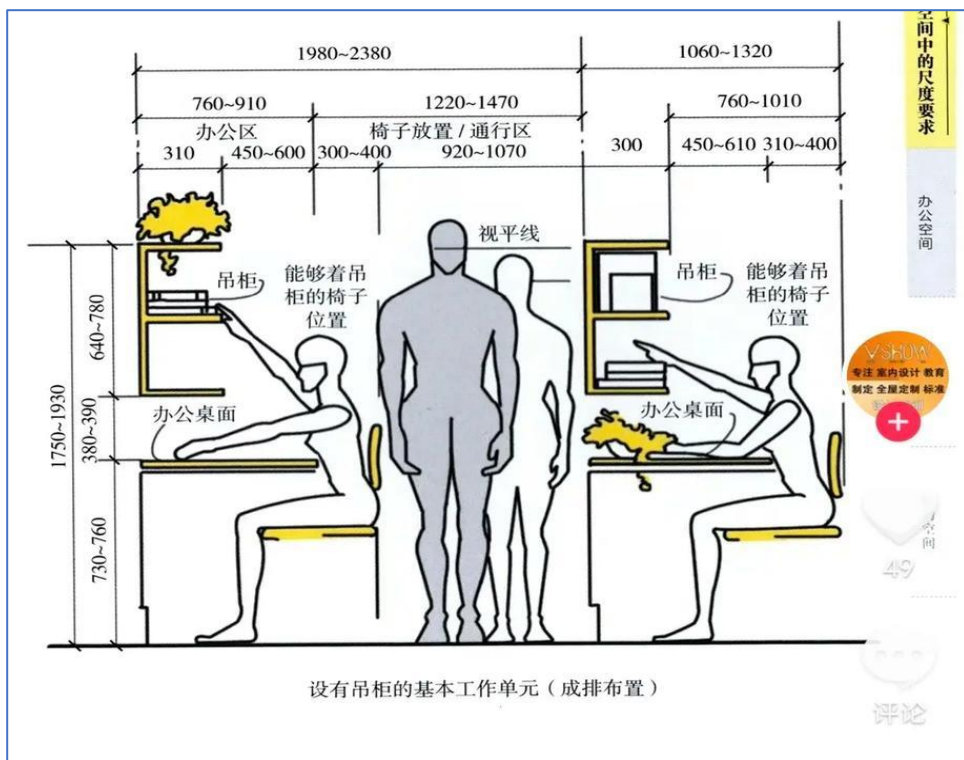 1980~2380
1060~1320
760~910
1220~1470
760~1010
办公区
椅子放置 / 通行区
310
450~600
300~400
920~1070
300
450~610
310~400
视平线
吊柜
能够着吊
柜的椅子
位置
吊柜
能够着吊
柜的椅子
位置
办公桌面
办公桌面
1750~1930
640~780
380~390
730~760
设有吊柜的基本工作单元（成排布置）
空间中的尺度要求
办公空间
YSHOW
专注 室内设计 教育
制定 全屋定制 标准
空间
49
评论